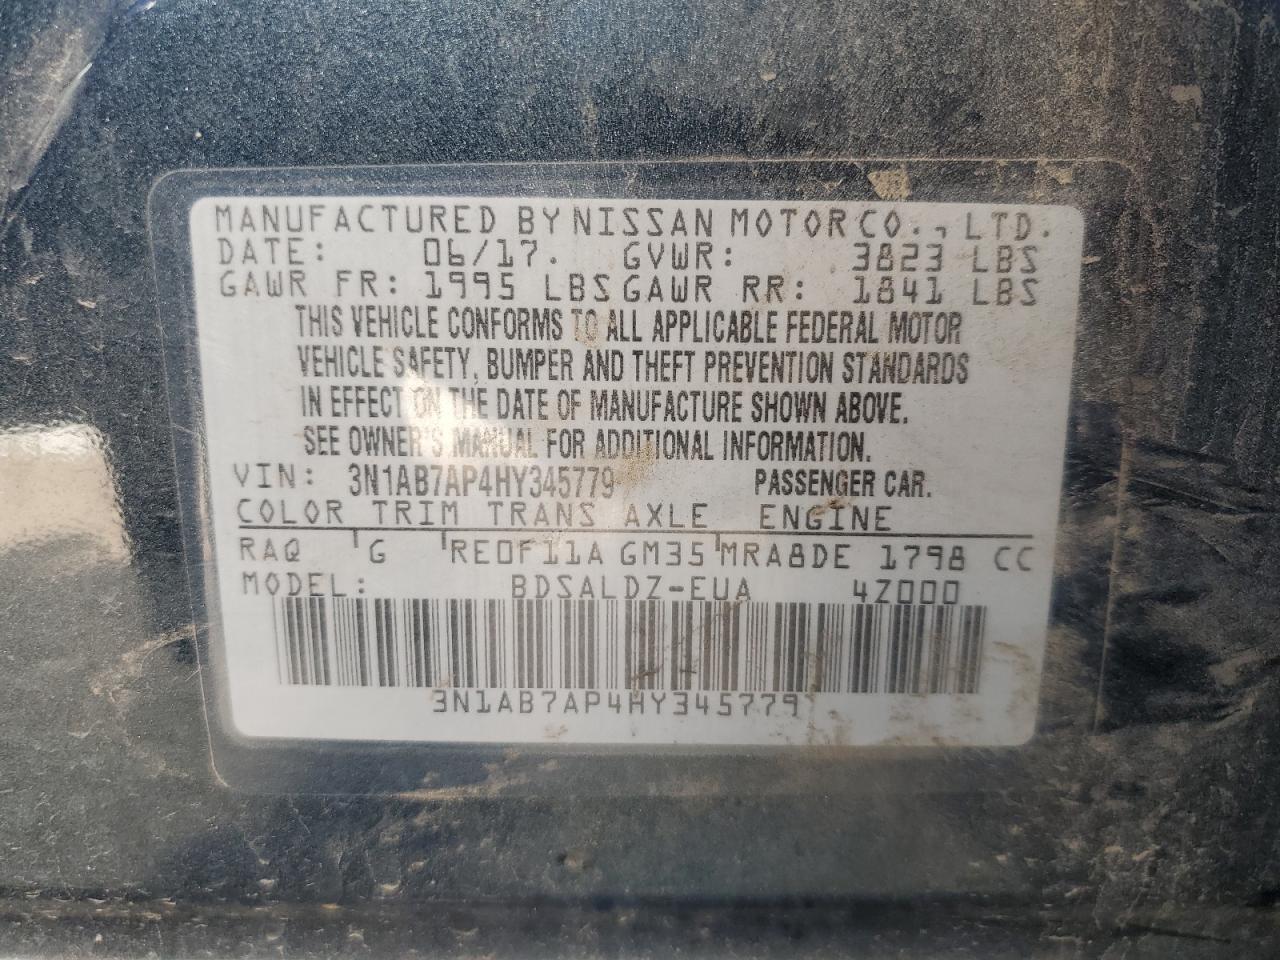 MANUFACTURED BY NISSAN MOTOR CO., LTD.
DATE: 06/17. GVWR: 3823 LBS
GAWR FR: 1995 LBS GAWR RR: 1841 LBS
THIS VEHICLE CONFORMS TO ALL APPLICABLE FEDERAL MOTOR
VEHICLE SAFETY, BUMPER AND THEFT PREVENTION STANDARDS
IN EFFECT ON THE DATE OF MANUFACTURE SHOWN ABOVE.
SEE OWNER'S MANUAL FOR ADDITIONAL INFORMATION.
VIN: 3N1AB7AP4HY345779 PASSENGER CAR.
COLOR TRIM TRANS AXLE ENGINE
RAQ G RE0F11A GM35 MRA8DE 1798 CC
MODEL: BDSALDZ-EUA 4Z000
3N1AB7AP4HY345779